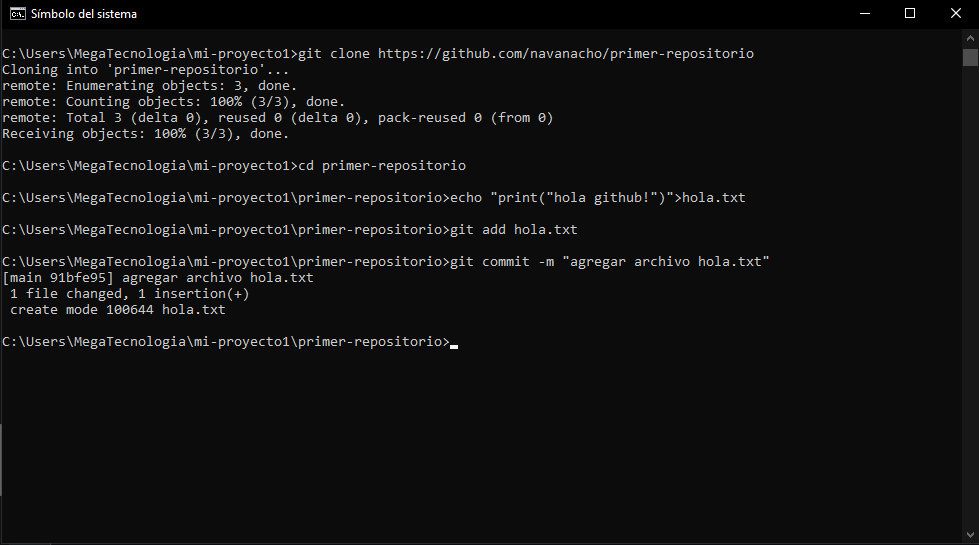 Símbolo del sistema
C:\Users\MegaTecnologia\mi-proyecto1>git clone https://github.com/navanacho/primer-repositorio
Cloning into 'primer-repositorio'...
remote: Enumerating objects: 3, done.
remote: Counting objects: 100% (3/3), done.
remote: Total 3 (delta 0), reused 0 (delta 0), pack-reused 0 (from 0)
Receiving objects: 100% (3/3), done.
C:\Users\MegaTecnologia\mi-proyecto1>cd primer-repositorio
C:\Users\MegaTecnologia\mi-proyecto1\primer-repositorio>echo "print("hola github!")">hola.txt
C:\Users\MegaTecnologia\mi-proyecto1\primer-repositorio>git add hola.txt
C:\Users\MegaTecnologia\mi-proyecto1\primer-repositorio>git commit -m "agregar archivo hola.txt"
[main 91bfe95] agregar archivo hola.txt
 1 file changed, 1 insertion(+)
 create mode 100644 hola.txt
C:\Users\MegaTecnologia\mi-proyecto1\primer-repositorio>